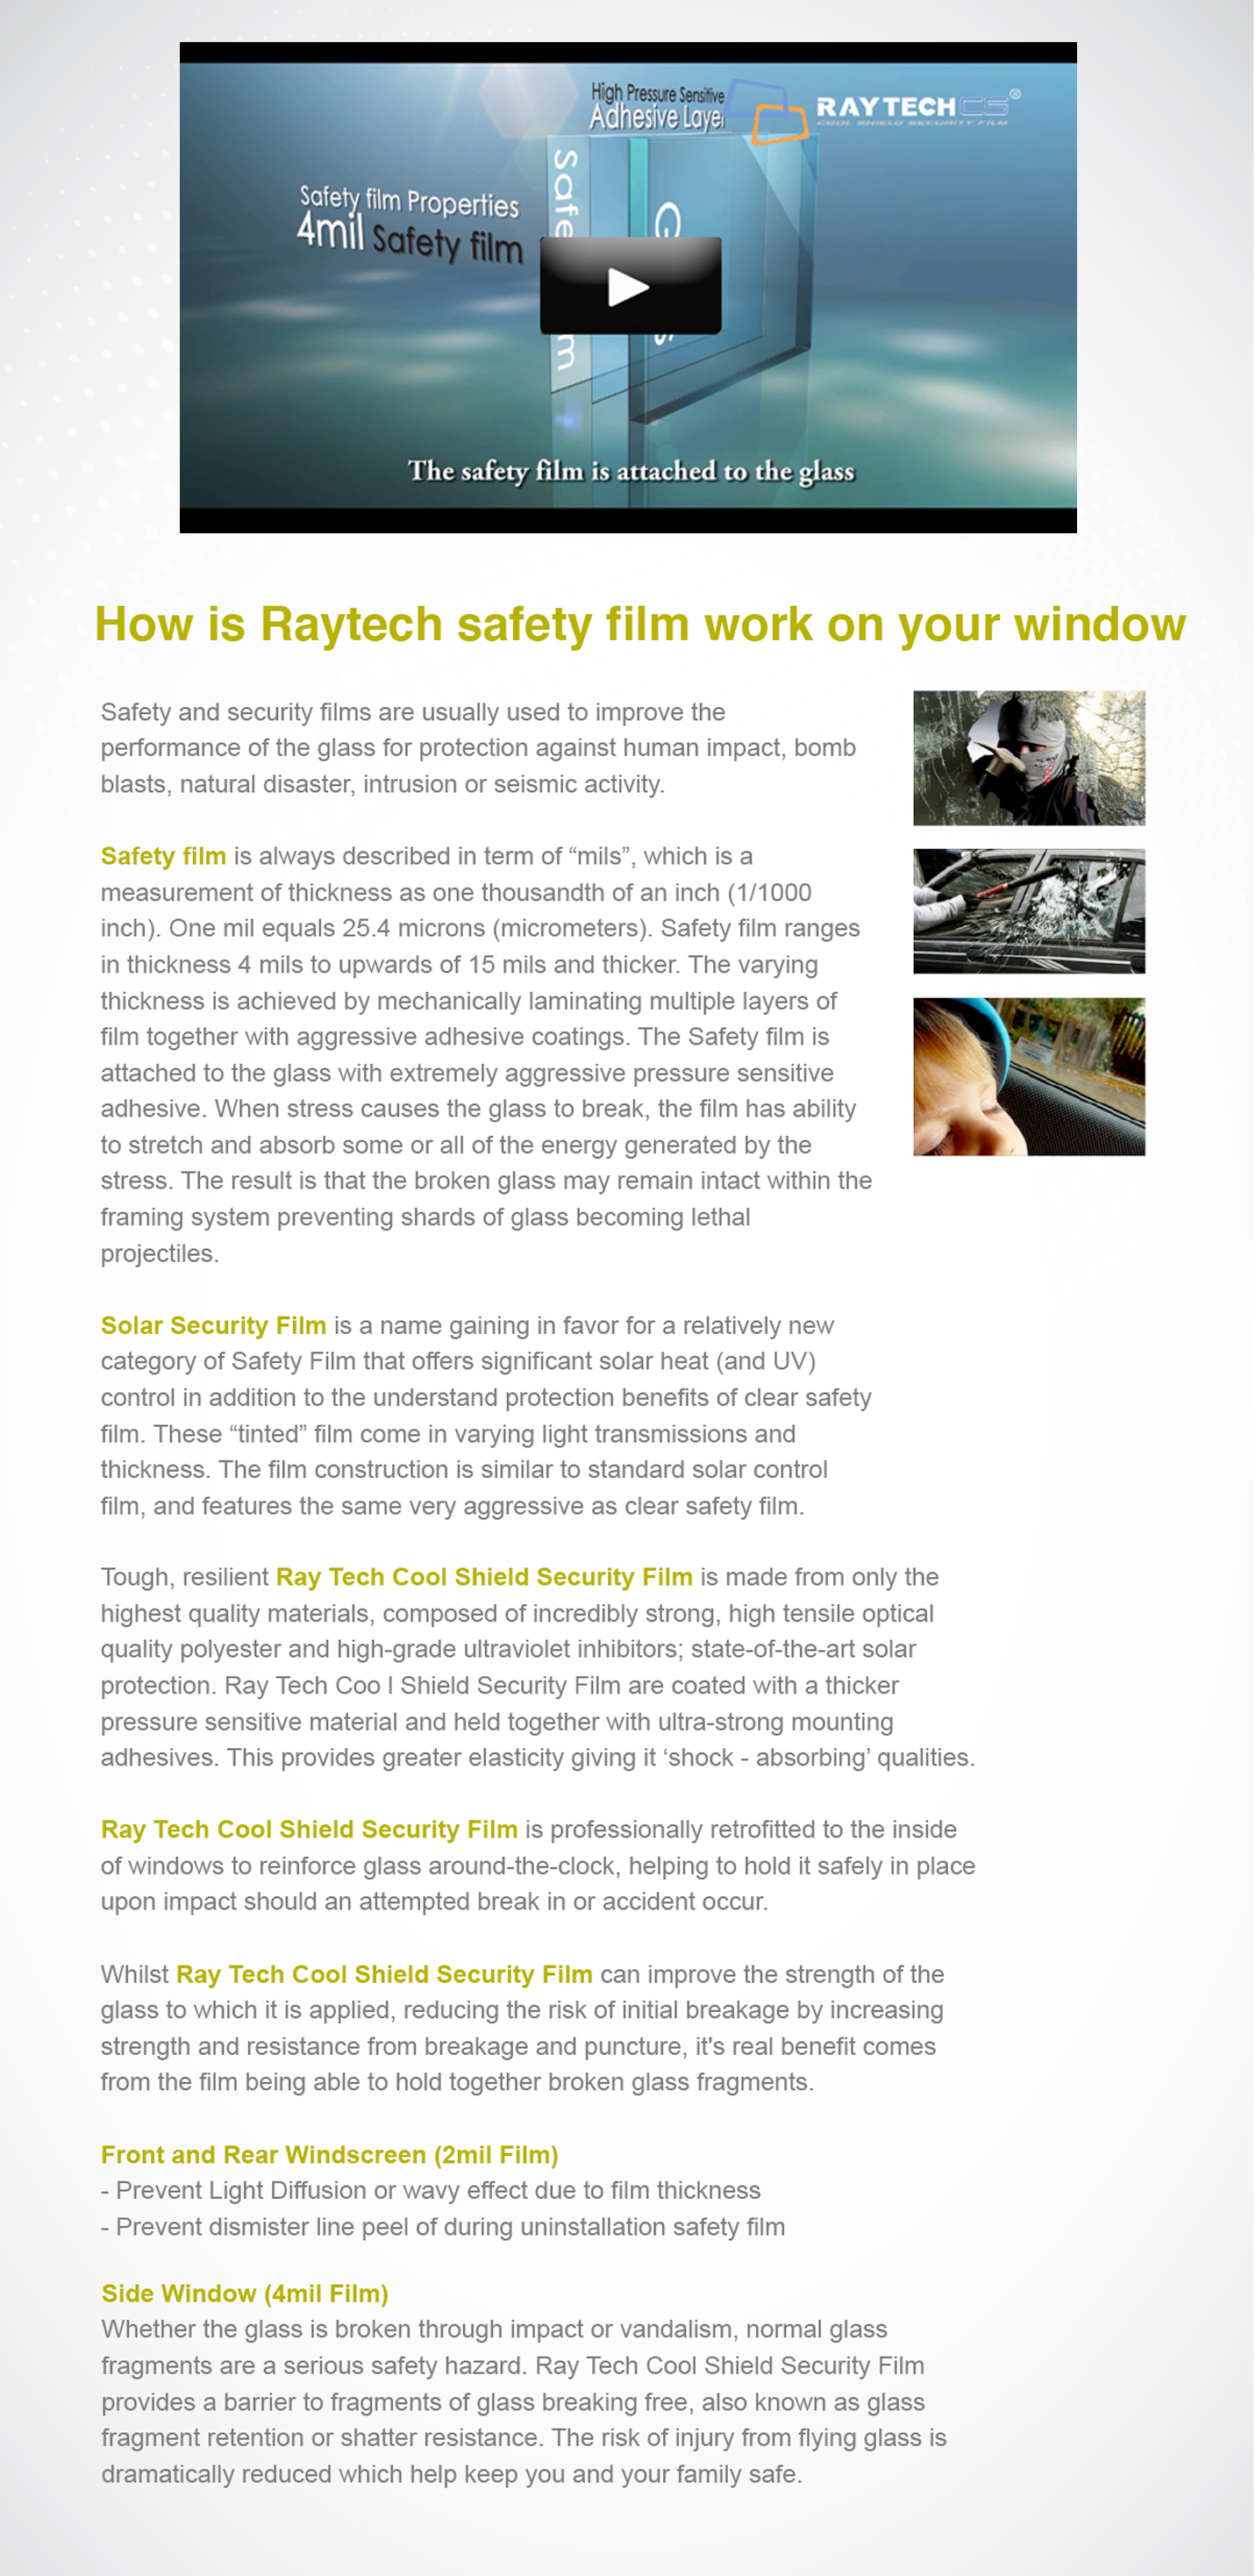 High Pressure Sensitive
Adhesive Layer
RAYTECH CS®
COOL SHIELD SECURITY FILM
Safety film Properties
4mil Safety film
The safety film is attached to the glass
How is Raytech safety film work on your window
Safety and security films are usually used to improve the
performance of the glass for protection against human impact, bomb
blasts, natural disaster, intrusion or seismic activity.
Safety film is always described in term of “mils”, which is a
measurement of thickness as one thousandth of an inch (1/1000
inch). One mil equals 25.4 microns (micrometers). Safety film ranges
in thickness 4 mils to upwards of 15 mils and thicker. The varying
thickness is achieved by mechanically laminating multiple layers of
film together with aggressive adhesive coatings. The Safety film is
attached to the glass with extremely aggressive pressure sensitive
adhesive. When stress causes the glass to break, the film has ability
to stretch and absorb some or all of the energy generated by the
stress. The result is that the broken glass may remain intact within the
framing system preventing shards of glass becoming lethal
projectiles.
Solar Security Film is a name gaining in favor for a relatively new
category of Safety Film that offers significant solar heat (and UV)
control in addition to the understand protection benefits of clear safety
film. These “tinted” film come in varying light transmissions and
thickness. The film construction is similar to standard solar control
film, and features the same very aggressive as clear safety film.
Tough, resilient Ray Tech Cool Shield Security Film is made from only the
highest quality materials, composed of incredibly strong, high tensile optical
quality polyester and high-grade ultraviolet inhibitors; state-of-the-art solar
protection. Ray Tech Coo l Shield Security Film are coated with a thicker
pressure sensitive material and held together with ultra-strong mounting
adhesives. This provides greater elasticity giving it ‘shock - absorbing’ qualities.
Ray Tech Cool Shield Security Film is professionally retrofitted to the inside
of windows to reinforce glass around-the-clock, helping to hold it safely in place
upon impact should an attempted break in or accident occur.
Whilst Ray Tech Cool Shield Security Film can improve the strength of the
glass to which it is applied, reducing the risk of initial breakage by increasing
strength and resistance from breakage and puncture, it's real benefit comes
from the film being able to hold together broken glass fragments.
Front and Rear Windscreen (2mil Film)
- Prevent Light Diffusion or wavy effect due to film thickness
- Prevent dismister line peel of during uninstallation safety film
Side Window (4mil Film)
Whether the glass is broken through impact or vandalism, normal glass
fragments are a serious safety hazard. Ray Tech Cool Shield Security Film
provides a barrier to fragments of glass breaking free, also known as glass
fragment retention or shatter resistance. The risk of injury from flying glass is
dramatically reduced which help keep you and your family safe.